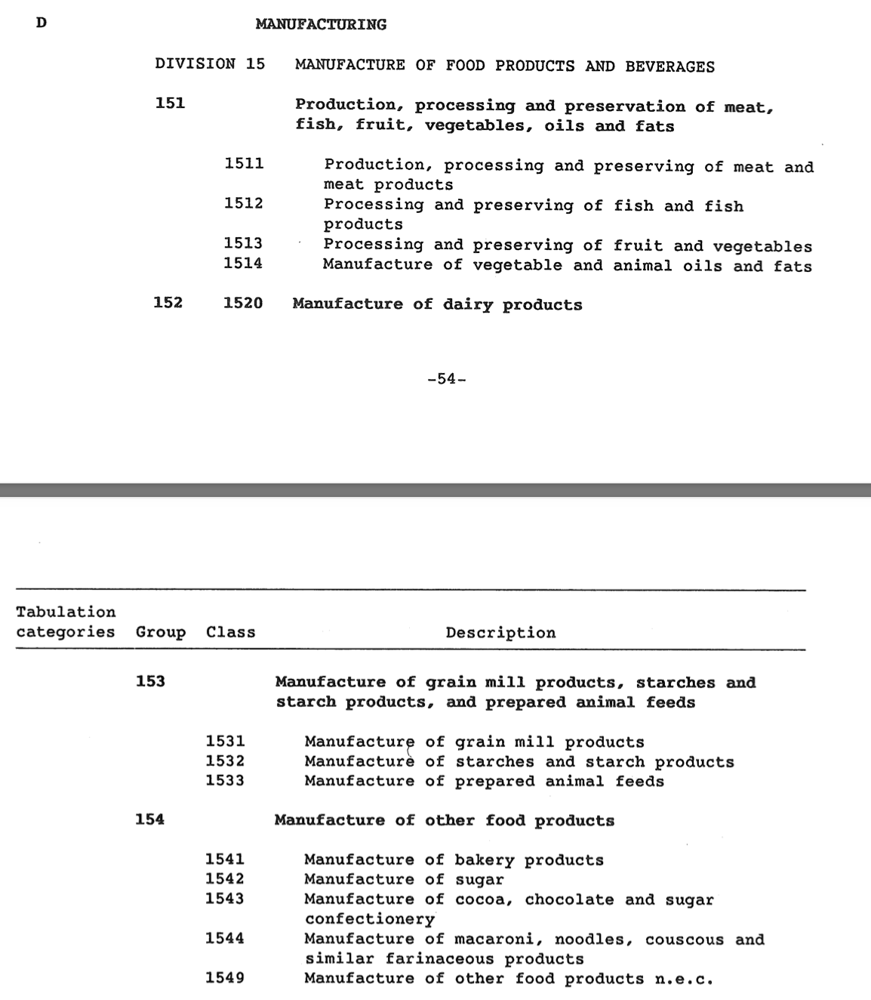 D MANUFACTURING
DIVISION 15 MANUFACTURE OF FOOD PRODUCTS AND BEVERAGES
151 Production, processing and preservation of meat,
fish, fruit, vegetables, oils and fats
1511 Production, processing and preserving of meat and
meat products
1512 Processing and preserving of fish and fish
products
1513 Processing and preserving of fruit and vegetables
1514 Manufacture of vegetable and animal oils and fats
152 1520 Manufacture of dairy products
-54-
Tabulation
categories Group Class Description
153 Manufacture of grain mill products, starches and
starch products, and prepared animal feeds
1531 Manufacture of grain mill products
1532 Manufacture of starches and starch products
1533 Manufacture of prepared animal feeds
154 Manufacture of other food products
1541 Manufacture of bakery products
1542 Manufacture of sugar
1543 Manufacture of cocoa, chocolate and sugar
confectionery
1544 Manufacture of macaroni, noodles, couscous and
similar farinaceous products
1549 Manufacture of other food products n.e.c.